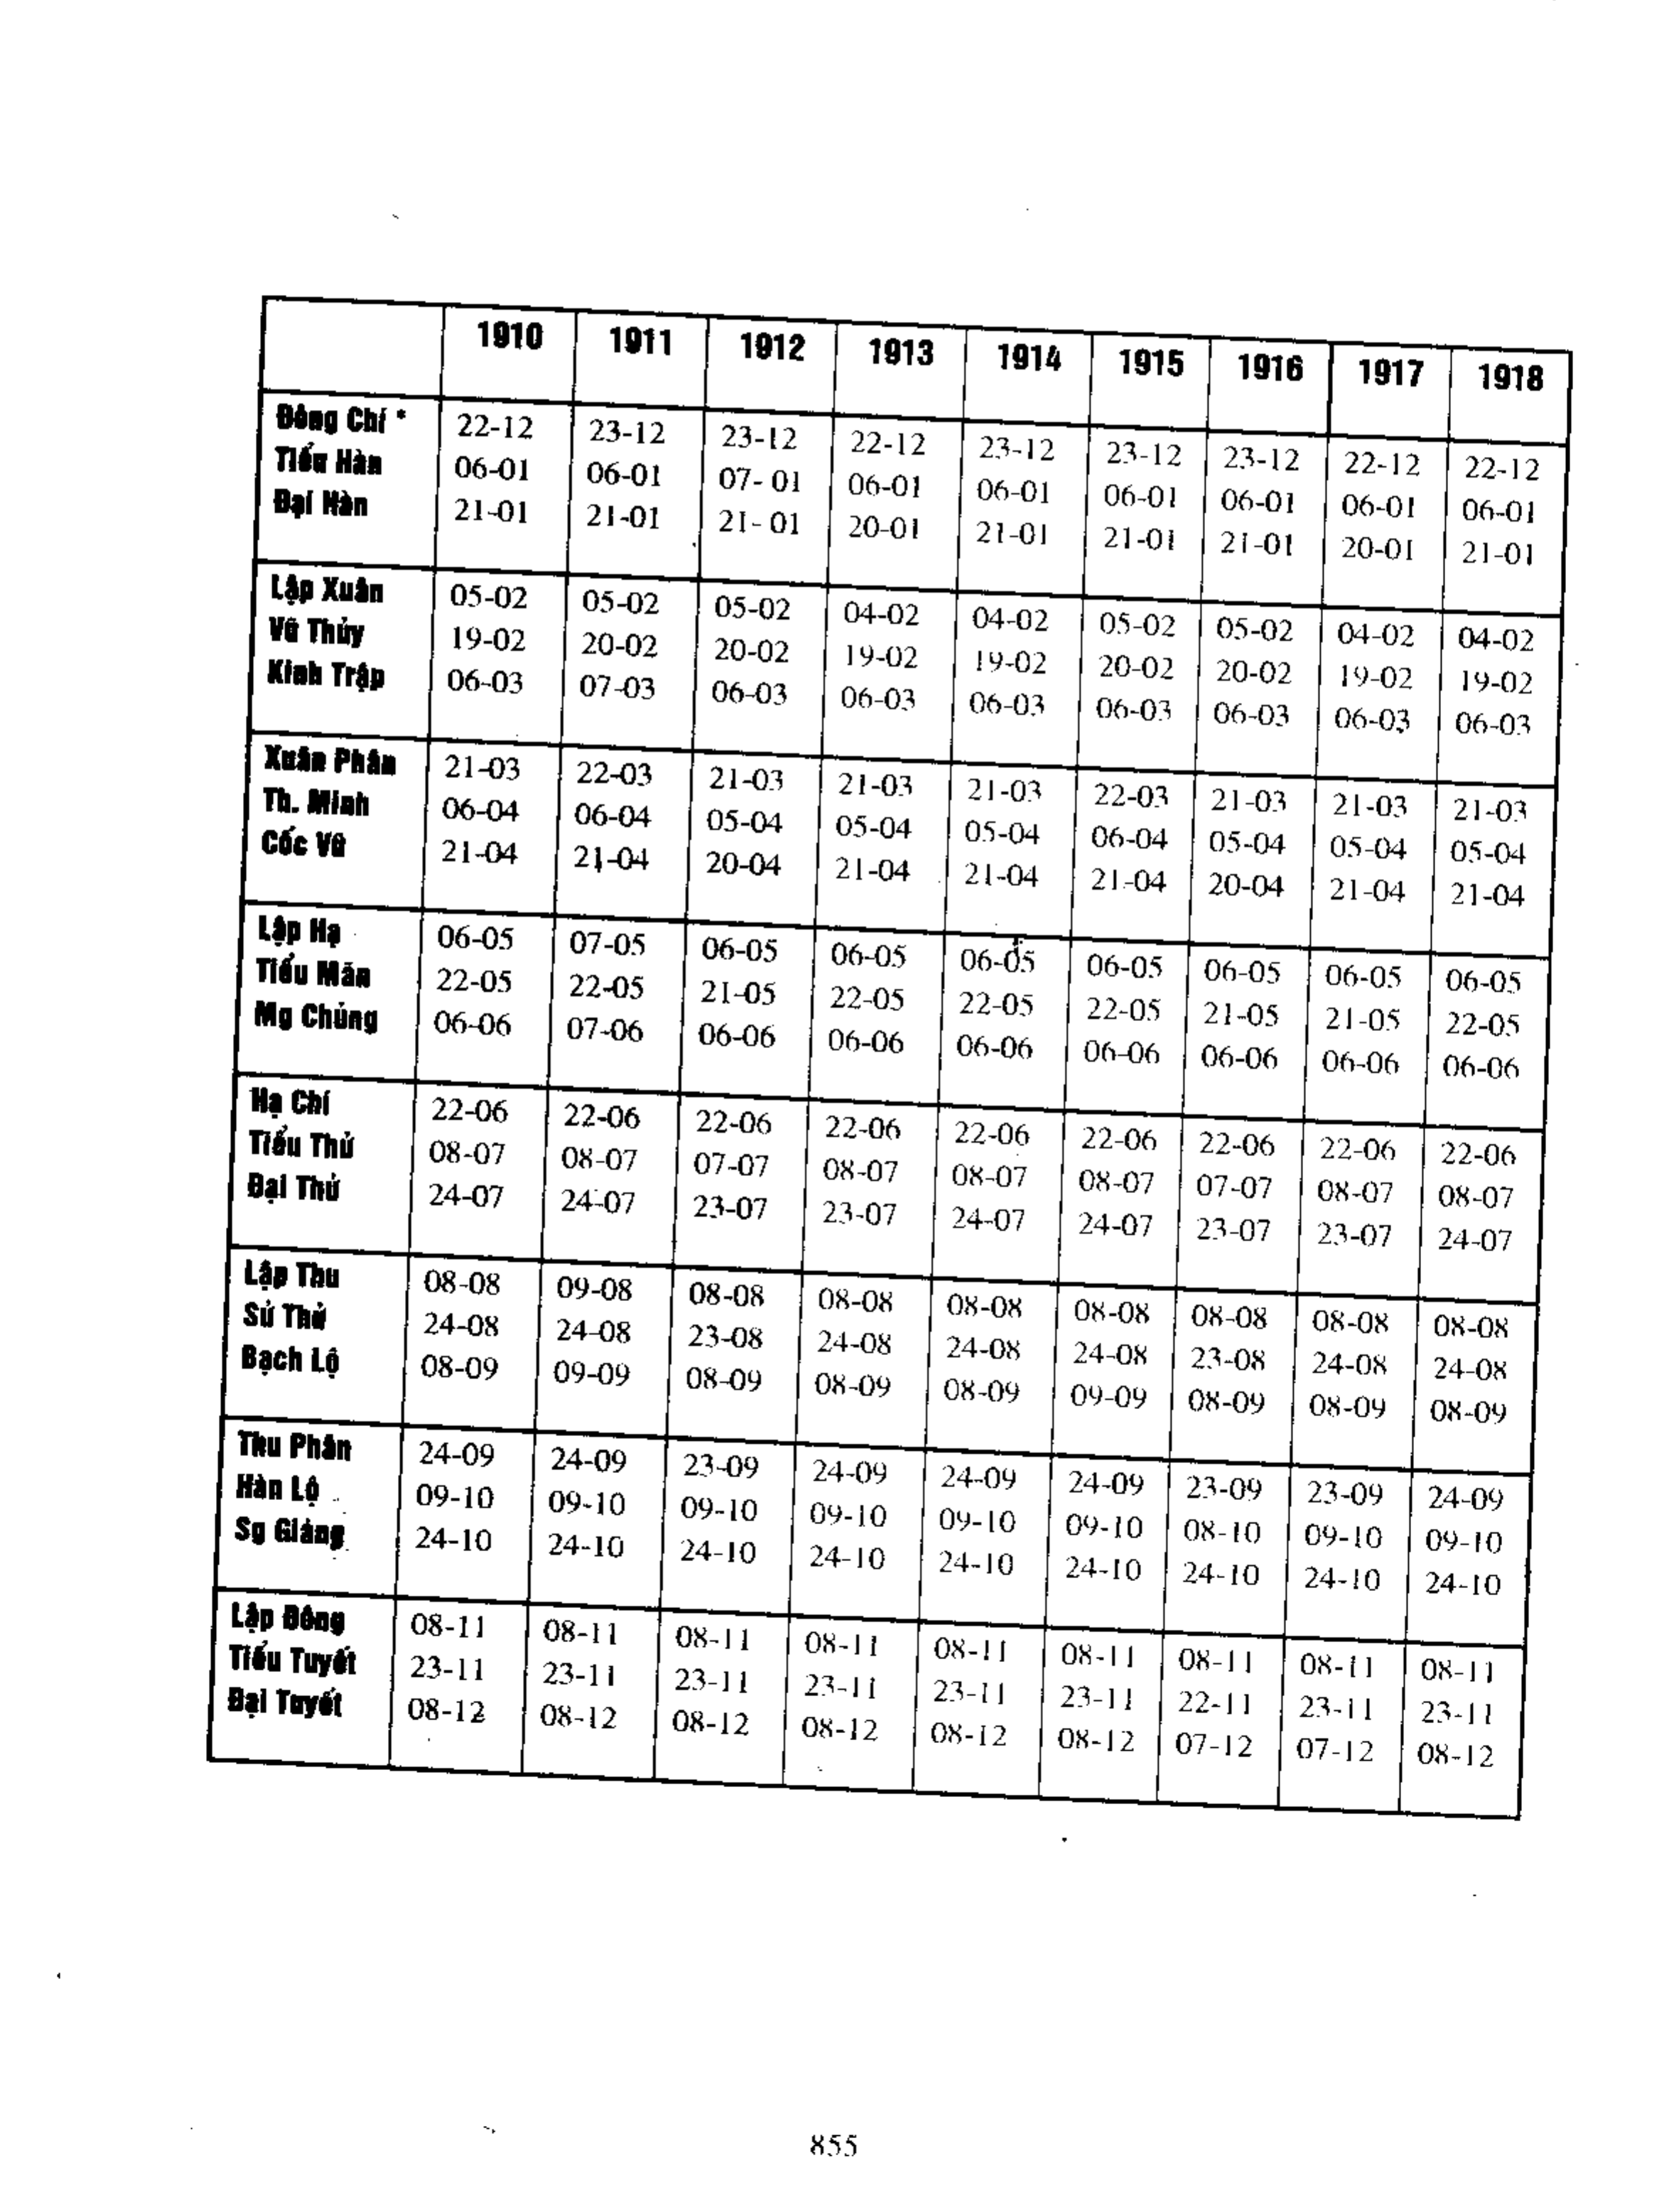 1910 1911 1912 1913 1914 1915 1916 1917 1918
Đông Chí * 22-12 23-12 23-12 22-12 23-12 23-12 23-12 22-12 22-12
Tiểu Hàn 06-01 06-01 07-01 06-01 06-01 06-01 06-01 06-01 06-01
Đại Hàn 21-01 21-01 21-01 20-01 21-01 21-01 21-01 20-01 21-01
Lập Xuân 05-02 05-02 05-02 04-02 04-02 05-02 05-02 04-02 04-02
Vũ Thủy 19-02 20-02 20-02 19-02 19-02 20-02 20-02 19-02 19-02
Kinh Trập 06-03 07-03 06-03 06-03 06-03 06-03 06-03 06-03 06-03
Xuân Phân 21-03 22-03 21-03 21-03 21-03 22-03 21-03 21-03 21-03
Th. Minh 06-04 06-04 05-04 05-04 05-04 06-04 05-04 05-04 05-04
Cốc Vũ 21-04 21-04 20-04 21-04 21-04 21-04 20-04 21-04 21-04
Lập Hạ 06-05 07-05 06-05 06-05 06-05 06-05 06-05 06-05 06-05
Tiểu Mãn 22-05 22-05 21-05 22-05 22-05 22-05 21-05 21-05 22-05
Mg Chủng 06-06 07-06 06-06 06-06 06-06 06-06 06-06 06-06 06-06
Hạ Chí 22-06 22-06 22-06 22-06 22-06 22-06 22-06 22-06 22-06
Tiểu Thử 08-07 08-07 07-07 08-07 08-07 08-07 07-07 08-07 08-07
Đại Thử 24-07 24-07 23-07 23-07 24-07 24-07 23-07 23-07 24-07
Lập Thu 08-08 09-08 08-08 08-08 08-08 08-08 08-08 08-08 08-08
Sử Thử 24-08 24-08 23-08 24-08 24-08 24-08 23-08 24-08 24-08
Bạch Lộ 08-09 09-09 08-09 08-09 08-09 09-09 08-09 08-09 08-09
Thu Phân 24-09 24-09 23-09 24-09 24-09 24-09 23-09 23-09 24-09
Hàn Lộ 09-10 09-10 09-10 09-10 09-10 09-10 08-10 09-10 09-10
Sg Giáng 24-10 24-10 24-10 24-10 24-10 24-10 24-10 24-10 24-10
Lập Đông 08-11 08-11 08-11 08-11 08-11 08-11 08-11 08-11 08-11
Tiểu Tuyết 23-11 23-11 23-11 23-11 23-11 23-11 22-11 23-11 23-11
Đại Tuyết 08-12 08-12 08-12 08-12 08-12 08-12 07-12 07-12 08-12
855